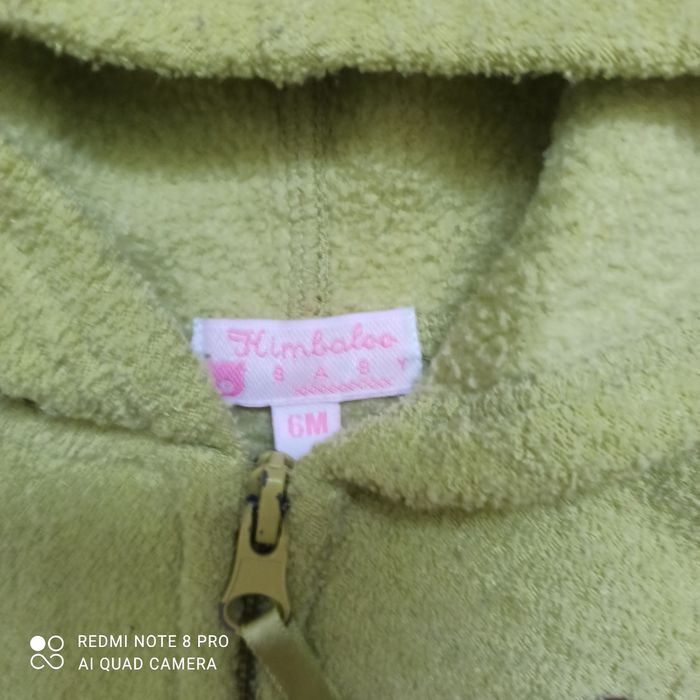 Kimbaloo
BABY
6M
REDMI NOTE 8 PRO
AI QUAD CAMERA